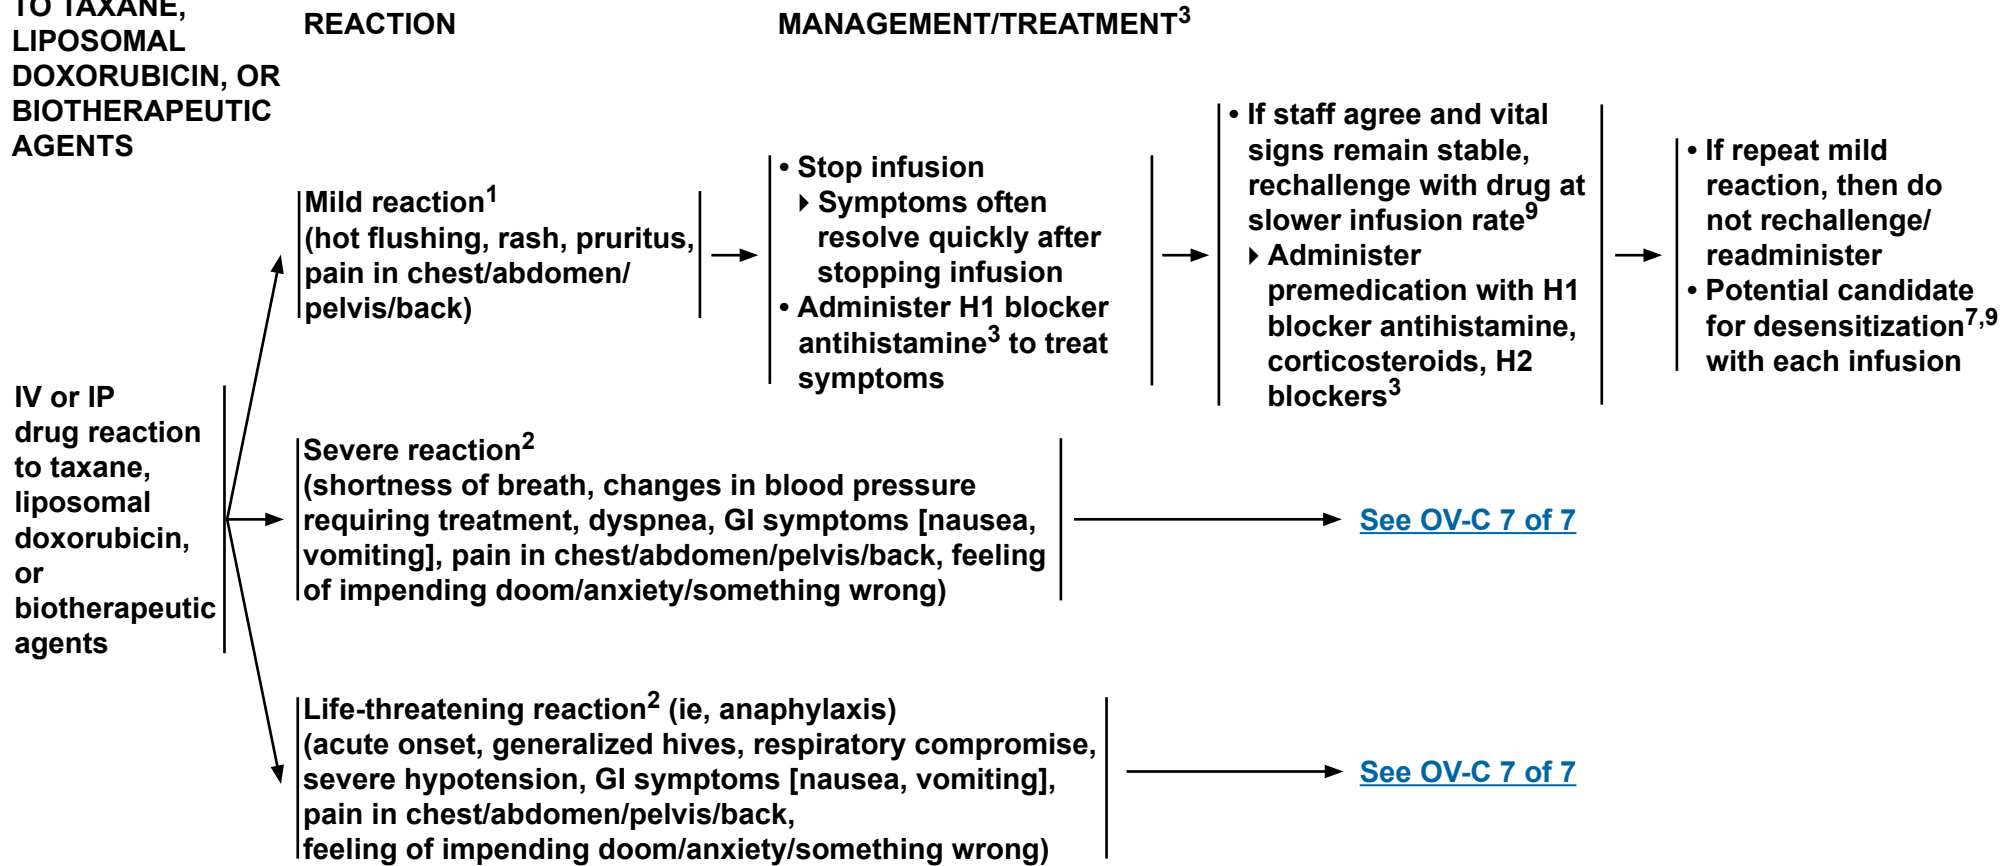 TO TAXANE,
LIPOSOMAL
DOXORUBICIN, OR
BIOTHERAPEUTIC
AGENTS
REACTION
MANAGEMENT/TREATMENT³
IV or IP
drug reaction
to taxane,
liposomal
doxorubicin,
or
biotherapeutic
agents
Mild reaction¹
(hot flushing, rash, pruritus,
pain in chest/abdomen/
pelvis/back)
• Stop infusion
‣ Symptoms often
resolve quickly after
stopping infusion
• Administer H1 blocker
antihistamine³ to treat
symptoms
• If staff agree and vital
signs remain stable,
rechallenge with drug at
slower infusion rate⁹
‣ Administer
premedication with H1
blocker antihistamine,
corticosteroids, H2
blockers³
• If repeat mild
reaction, then do
not rechallenge/
readminister
• Potential candidate
for desensitization⁷,⁹
with each infusion
Severe reaction²
(shortness of breath, changes in blood pressure
requiring treatment, dyspnea, GI symptoms [nausea,
vomiting], pain in chest/abdomen/pelvis/back, feeling
of impending doom/anxiety/something wrong)
See OV-C 7 of 7
Life-threatening reaction² (ie, anaphylaxis)
(acute onset, generalized hives, respiratory compromise,
severe hypotension, GI symptoms [nausea, vomiting],
pain in chest/abdomen/pelvis/back,
feeling of impending doom/anxiety/something wrong)
See OV-C 7 of 7